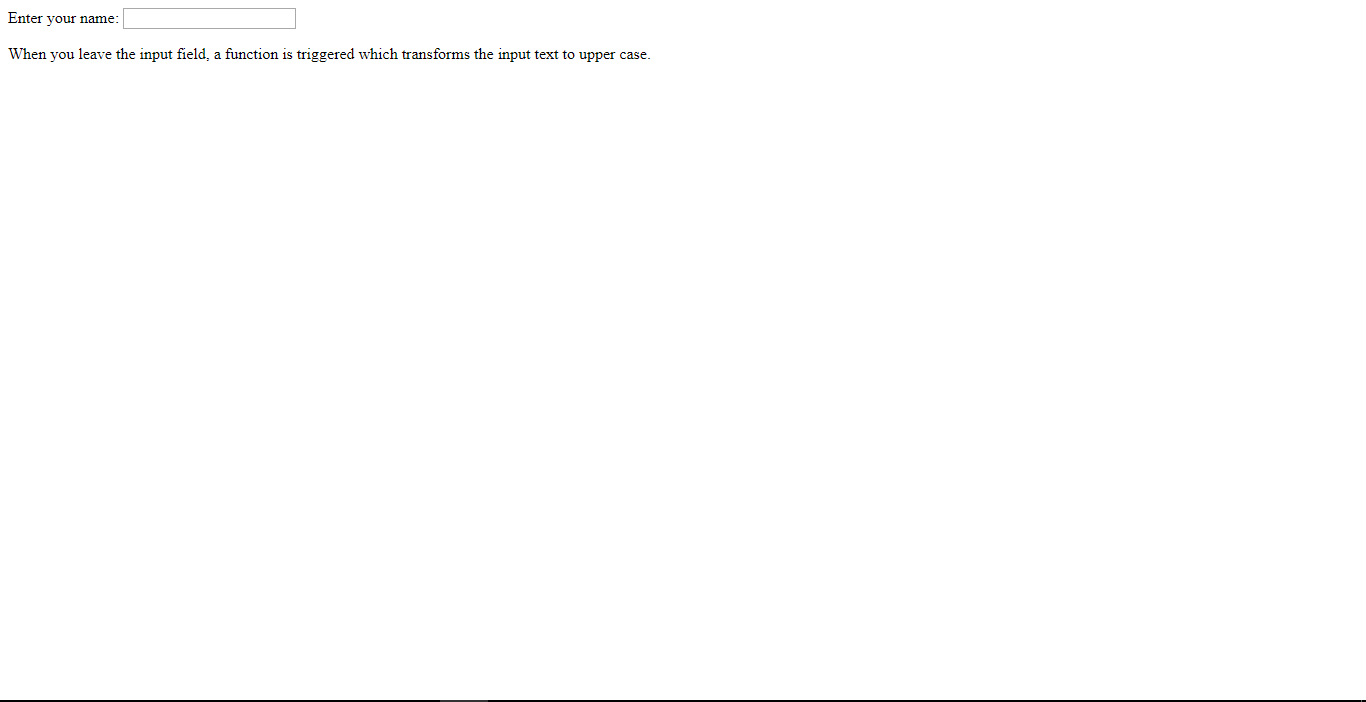 Enter your name:
When you leave the input field, a function is triggered which transforms the input text to upper case.